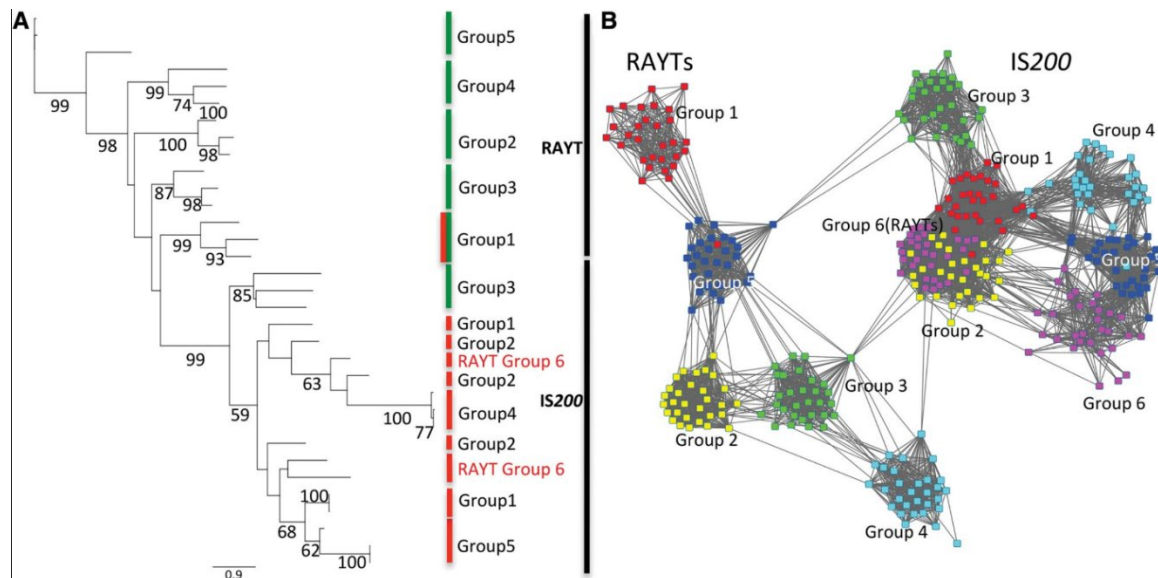 A
99
98
99
74
100
100
98
87
98
99
93
99
85
63
100
77
59
100
68
62
100
0.9
Group5
Group4
Group2
Group3
Group1
Group3
Group1
Group2
RAYT Group 6
Group2
Group4
Group2
RAYT Group 6
Group1
Group5
RAYT
IS200
B
RAYTs
IS200
Group 1
Group 3
Group 4
Group 1
Group 6(RAYTs)
Group 5
Group
Group 2
Group 3
Group 2
Group 6
Group 4